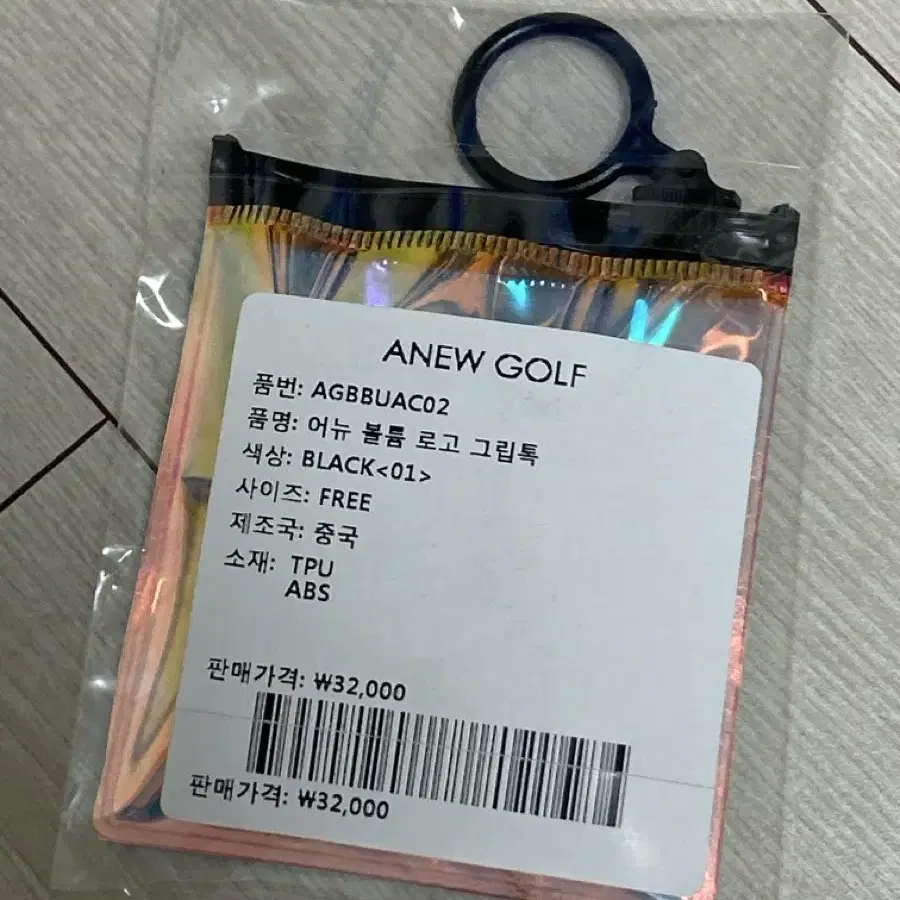 ANEW GOLF
품번: AGBBUAC02
품명: 어뉴 볼륨 로고 그립톡
색상: BLACK<01>
사이즈: FREE
제조국: 중국
소재: TPU
ABS
판매가격: ₩32,000
판매가격: ₩32,000